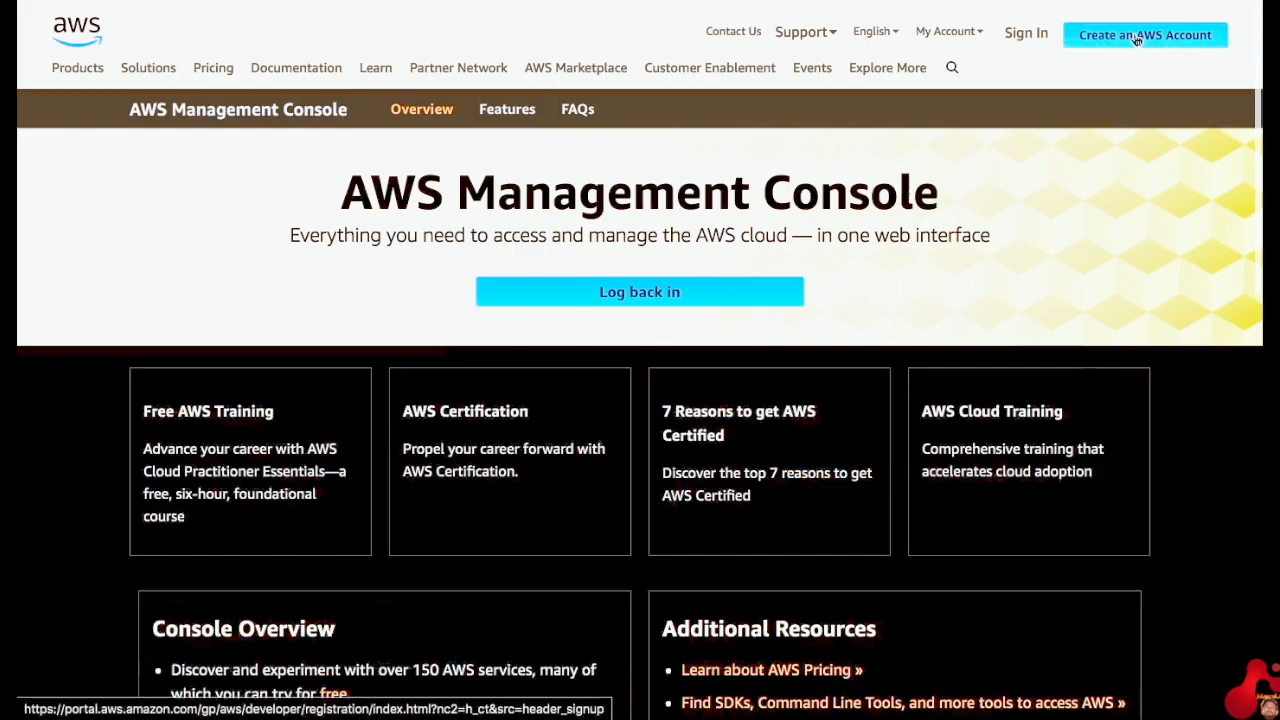 aws
Contact Us Support English My Account Sign In Create an AWS Account
Products Solutions Pricing Documentation Learn Partner Network AWS Marketplace Customer Enablement Events Explore More
AWS Management Console Overview Features FAQs
AWS Management Console
Everything you need to access and manage the AWS cloud — in one web interface
Log back in
Free AWS Training
Advance your career with AWS
Cloud Practitioner Essentials—a
free, six-hour, foundational
course
AWS Certification
Propel your career forward with
AWS Certification.
7 Reasons to get AWS
Certified
Discover the top 7 reasons to get
AWS Certified
AWS Cloud Training
Comprehensive training that
accelerates cloud adoption
Console Overview
• Discover and experiment with over 150 AWS services, many of
which you can try for free
Additional Resources
• Learn about AWS Pricing »
• Find SDKs, Command Line Tools, and more tools to access AWS »
https://portal.aws.amazon.com/gp/aws/developer/registration/index.html?nc2=h_ct&src=header_signup